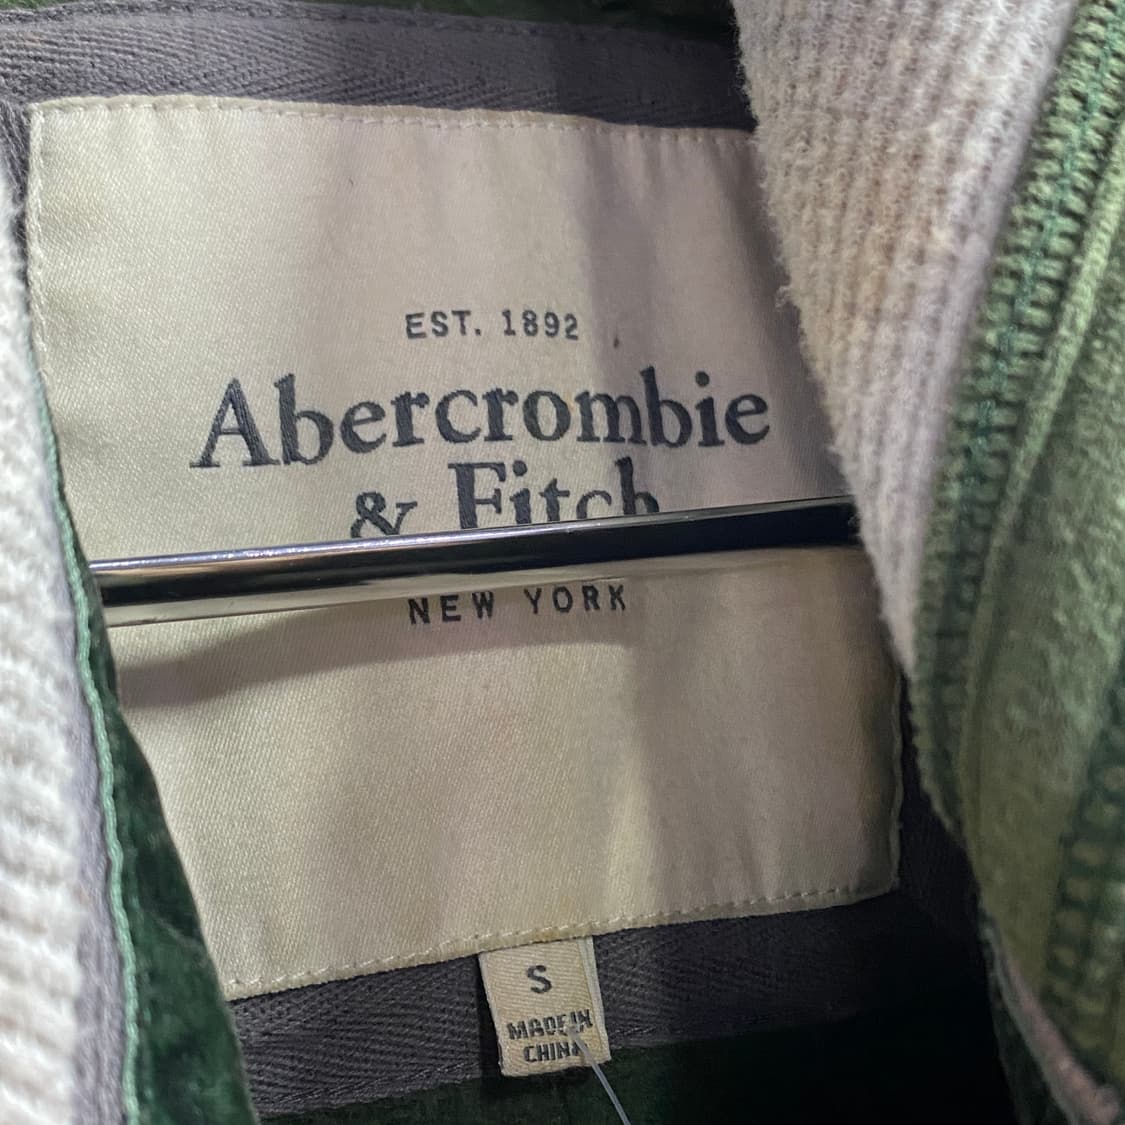 EST. 1892
Abercrombie
& Fitch
NEW YORK
S
MADE IN
CHINA